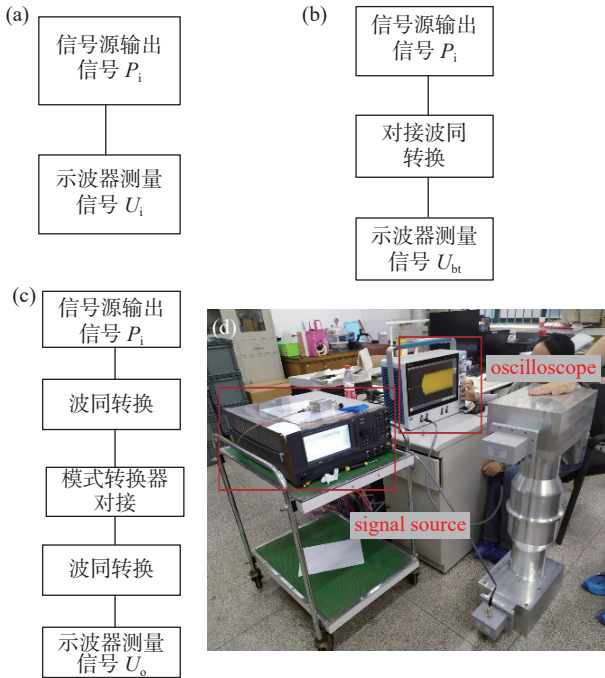 (a)
信号源输出
信号 Pi
示波器测量
信号 Ui
(b)
信号源输出
信号 Pi
对接波同
转换
示波器测量
信号 Ubt
(c)
信号源输出
信号 Pi
波同转换
模式转换器
对接
波同转换
示波器测量
信号 Uo
(d)
oscilloscope
signal source